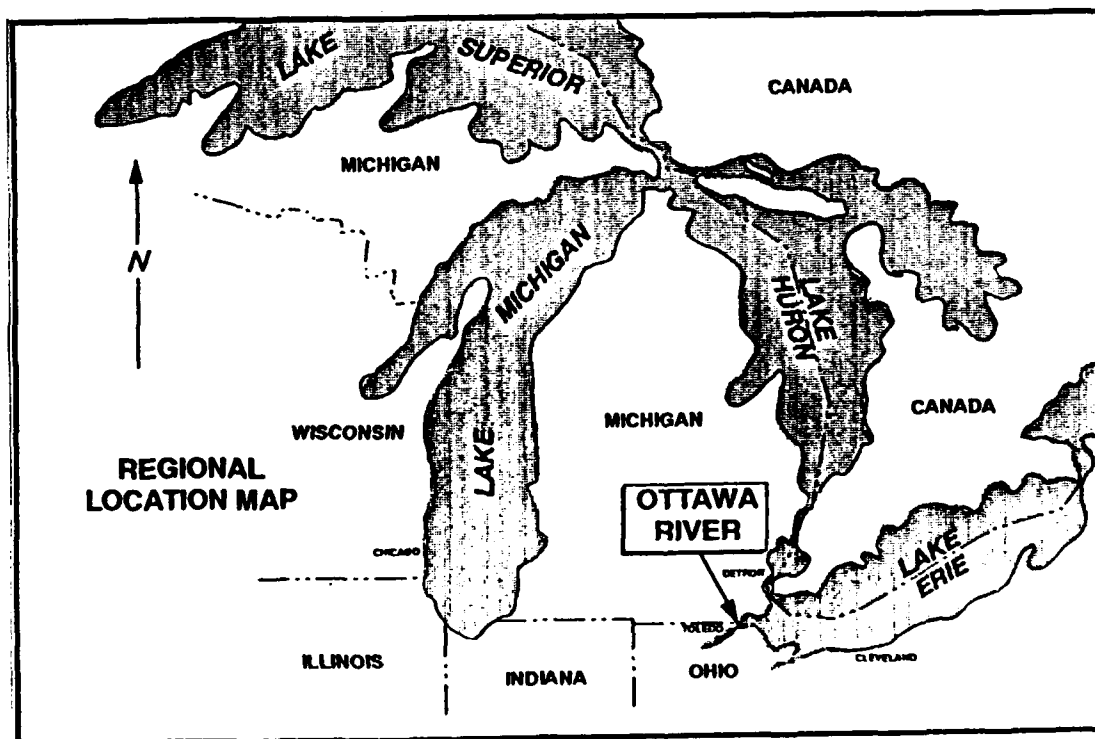 LAKE
SUPERIOR
CANADA
MICHIGAN
N
LAKE
MICHIGAN
LAKE
HURON
CANADA
WISCONSIN
MICHIGAN
REGIONAL
LOCATION MAP
OTTAWA
RIVER
CHICAGO
DETROIT
LAKE
ERIE
TOLEDO
CLEVELAND
ILLINOIS
INDIANA
OHIO